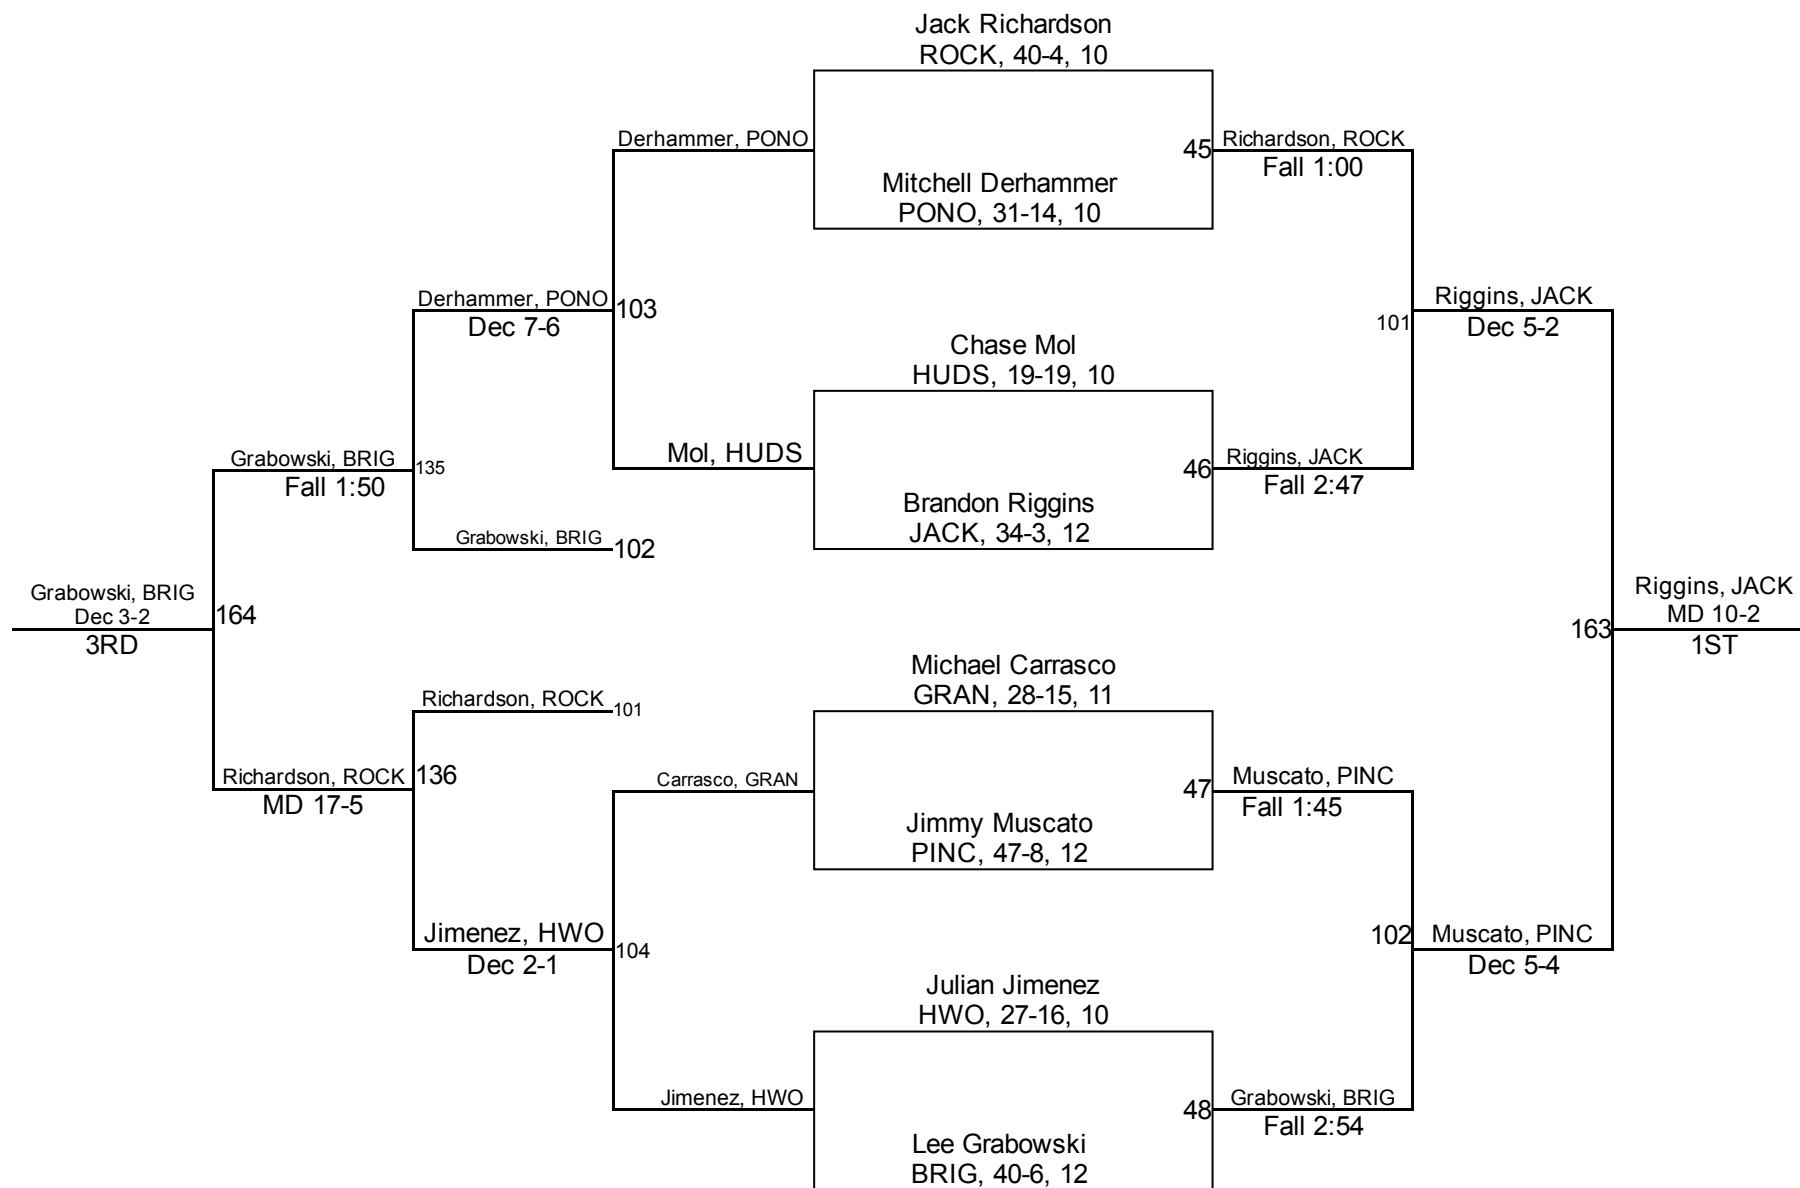 Jack Richardson
ROCK, 40-4, 10
Derhammer, PONO
45
Richardson, ROCK
Fall 1:00
Mitchell Derhammer
PONO, 31-14, 10
Derhammer, PONO
Dec 7-6
103
Riggins, JACK
Dec 5-2
101
Chase Mol
HUDS, 19-19, 10
Mol, HUDS
46
Riggins, JACK
Fall 2:47
Grabowski, BRIG
Fall 1:50
135
Brandon Riggins
JACK, 34-3, 12
Grabowski, BRIG
102
Grabowski, BRIG
Dec 3-2
3RD
164
163
Riggins, JACK
MD 10-2
1ST
Michael Carrasco
GRAN, 28-15, 11
Richardson, ROCK
101
Richardson, ROCK
MD 17-5
136
Carrasco, GRAN
47
Muscato, PINC
Fall 1:45
Jimmy Muscato
PINC, 47-8, 12
Jimenez, HWO
Dec 2-1
104
102
Muscato, PINC
Dec 5-4
Julian Jimenez
HWO, 27-16, 10
Jimenez, HWO
48
Grabowski, BRIG
Fall 2:54
Lee Grabowski
BRIG, 40-6, 12